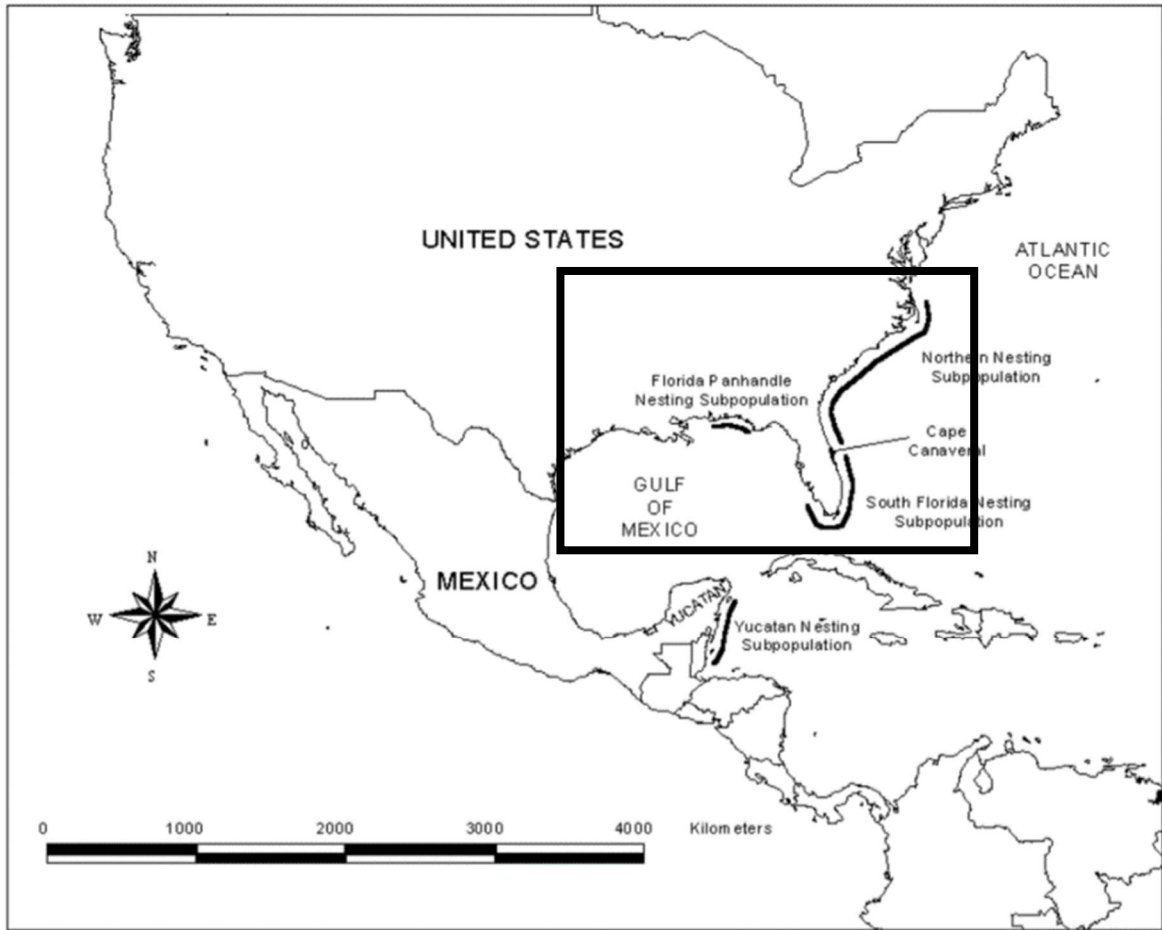 UNITED STATES
ATLANTIC
OCEAN
Northern Nesting
Subpopulation
Florida Panhandle
Nesting Subpopulation
Cape
Canaveral
GULF
OF
MEXICO
South Florida Nesting
Subpopulation
MEXICO
YUCATAN
Yucatan Nesting
Subpopulation
N
W
E
S
0 1000 2000 3000 4000 Kilometers